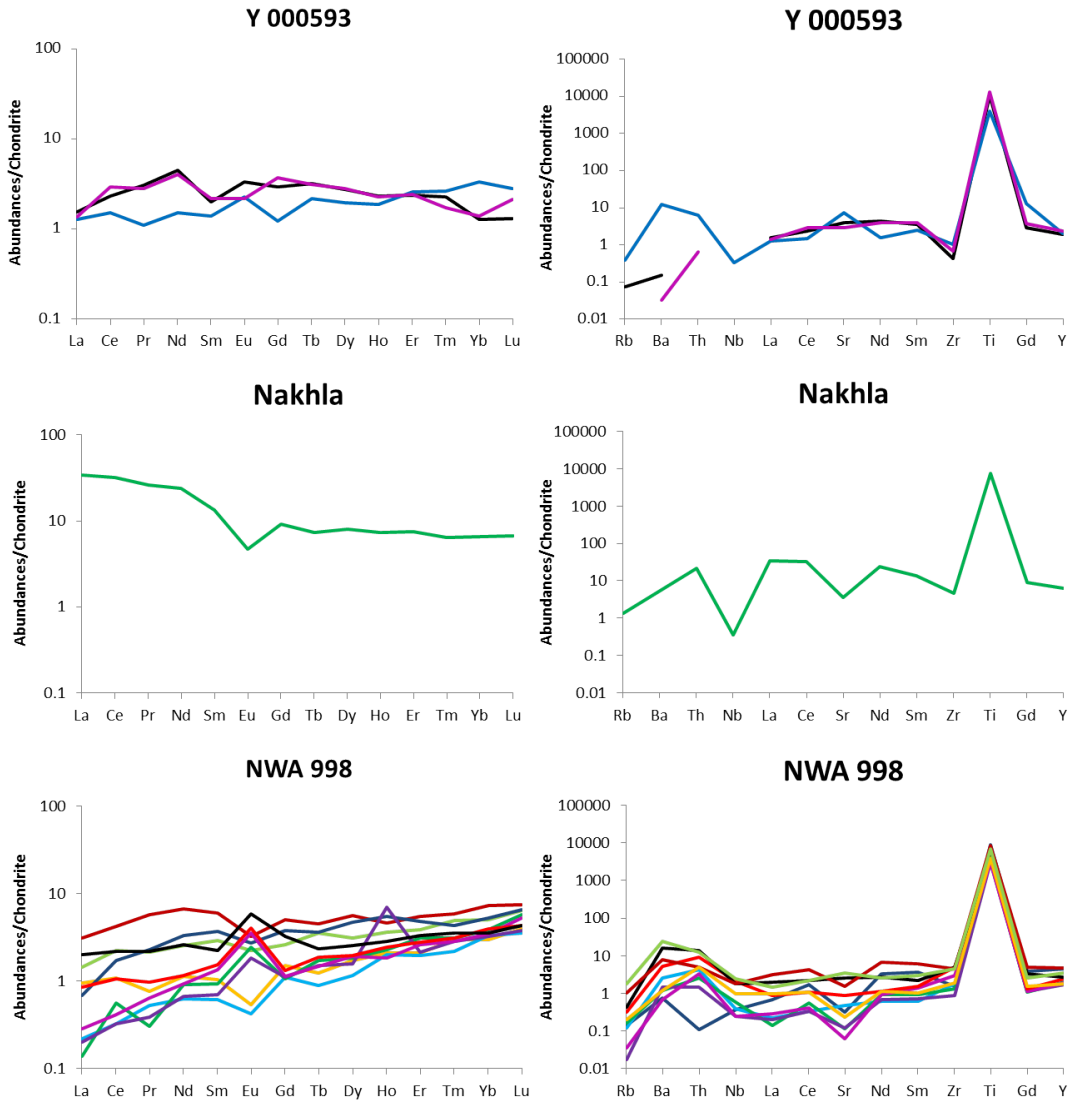 Y 000593
Abundances/Chondrite
100
10
1
0.1
La Ce Pr Nd Sm Eu Gd Tb Dy Ho Er Tm Yb Lu
Y 000593
Abundances/Chondrite
100000
10000
1000
100
10
1
0.1
0.01
Rb Ba Th Nb La Ce Sr Nd Sm Zr Ti Gd Y
Nakhla
Abundances/Chondrite
100
10
1
0.1
La Ce Pr Nd Sm Eu Gd Tb Dy Ho Er Tm Yb Lu
Nakhla
Abundances/Chondrite
100000
10000
1000
100
10
1
0.1
0.01
Rb Ba Th Nb La Ce Sr Nd Sm Zr Ti Gd Y
NWA 998
Abundances/Chondrite
100
10
1
0.1
La Ce Pr Nd Sm Eu Gd Tb Dy Ho Er Tm Yb Lu
NWA 998
Abundances/Chondrite
100000
10000
1000
100
10
1
0.1
0.01
Rb Ba Th Nb La Ce Sr Nd Sm Zr Ti Gd Y